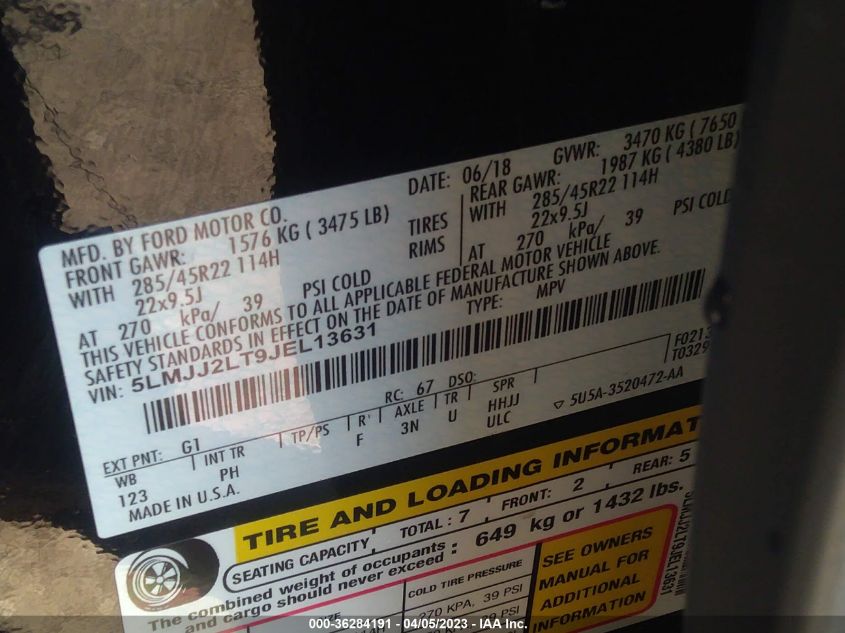 MFD. BY FORD MOTOR CO.
DATE: 06/18
GVWR: 3470 KG ( 7650
FRONT GAWR: 1576 KG ( 3475 LB)
REAR GAWR: 1987 KG ( 4380 LB)
WITH 285/45R22 114H
TIRES
WITH 285/45R22 114H
22x9.5J
RIMS
22x9.5J
AT 270 kPa/ 39 PSI COLD
AT 270 kPa/ 39 PSI COLD
THIS VEHICLE CONFORMS TO ALL APPLICABLE FEDERAL MOTOR VEHICLE
SAFETY STANDARDS IN EFFECT ON THE DATE OF MANUFACTURE SHOWN ABOVE.
VIN: 5LMJJ2LT9JEL13631
TYPE: MPV
F0213
T0329
EXT PNT: G1
RC: 67 DSO:
WB INT TR TP/PS R AXLE TR SPR
123 PH F 3N U HHJJ
ULC
MADE IN U.S.A.
5U5A-3520472-AA
TIRE AND LOADING INFORMAT
SEATING CAPACITY TOTAL : 7 FRONT: 2 REAR: 5
The combined weight of occupants
and cargo should never exceed : 649 kg or 1432 lbs.
COLD TIRE PRESSURE
270 KPA, 39 PSI
SEE OWNERS
MANUAL FOR
ADDITIONAL
INFORMATION
5LMJJ2LT9JEL13631
000-36284191 - 04/05/2023 - IAA Inc.